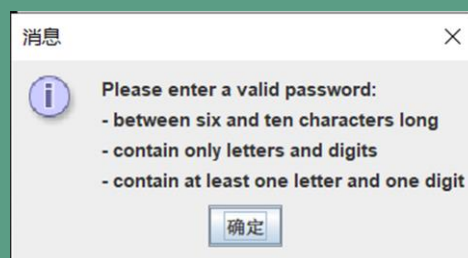 消息
Please enter a valid password:
- between six and ten characters long
- contain only letters and digits
- contain at least one letter and one digit
确定